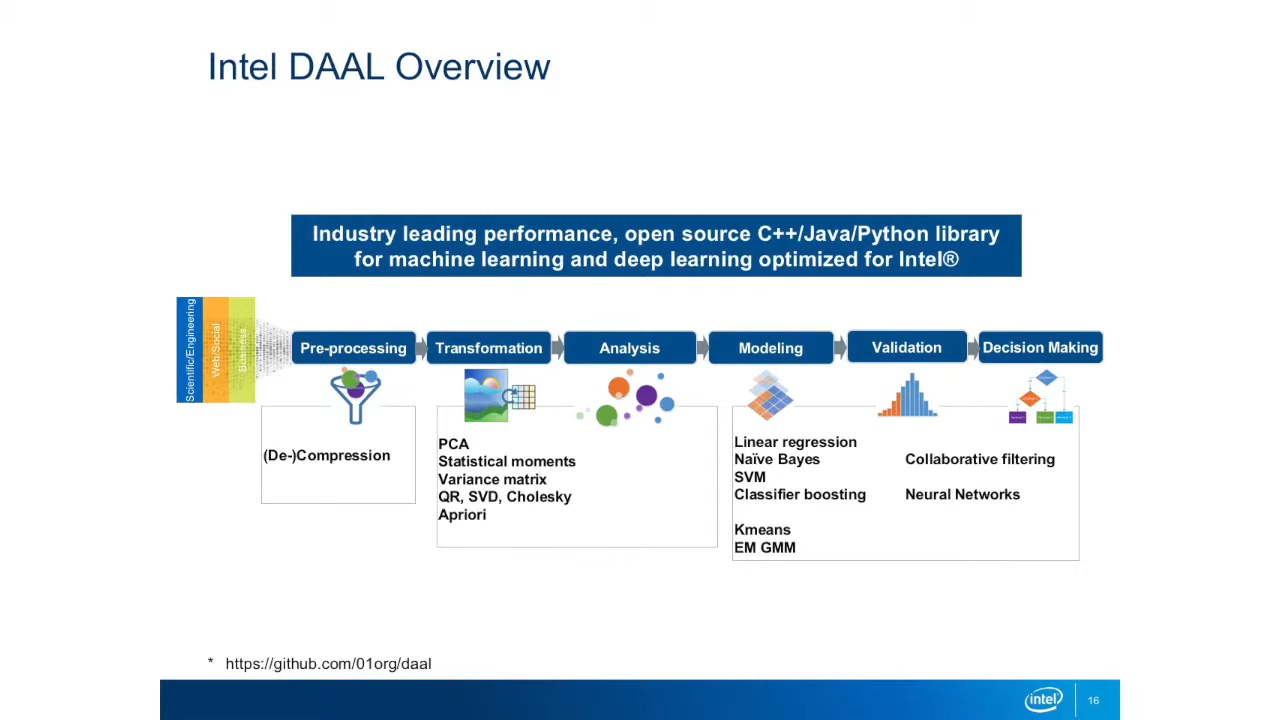 Intel DAAL Overview
Industry leading performance, open source C++/Java/Python library
for machine learning and deep learning optimized for Intel®
Scientific/Engineering
Web/Social
Business
Pre-processing
Transformation
Analysis
Modeling
Validation
Decision Making
(De-)Compression
PCA
Statistical moments
Variance matrix
QR, SVD, Cholesky
Apriori
Linear regression
Naïve Bayes
SVM
Classifier boosting
Kmeans
EM GMM
Collaborative filtering
Neural Networks
* https://github.com/01org/daal
intel
16